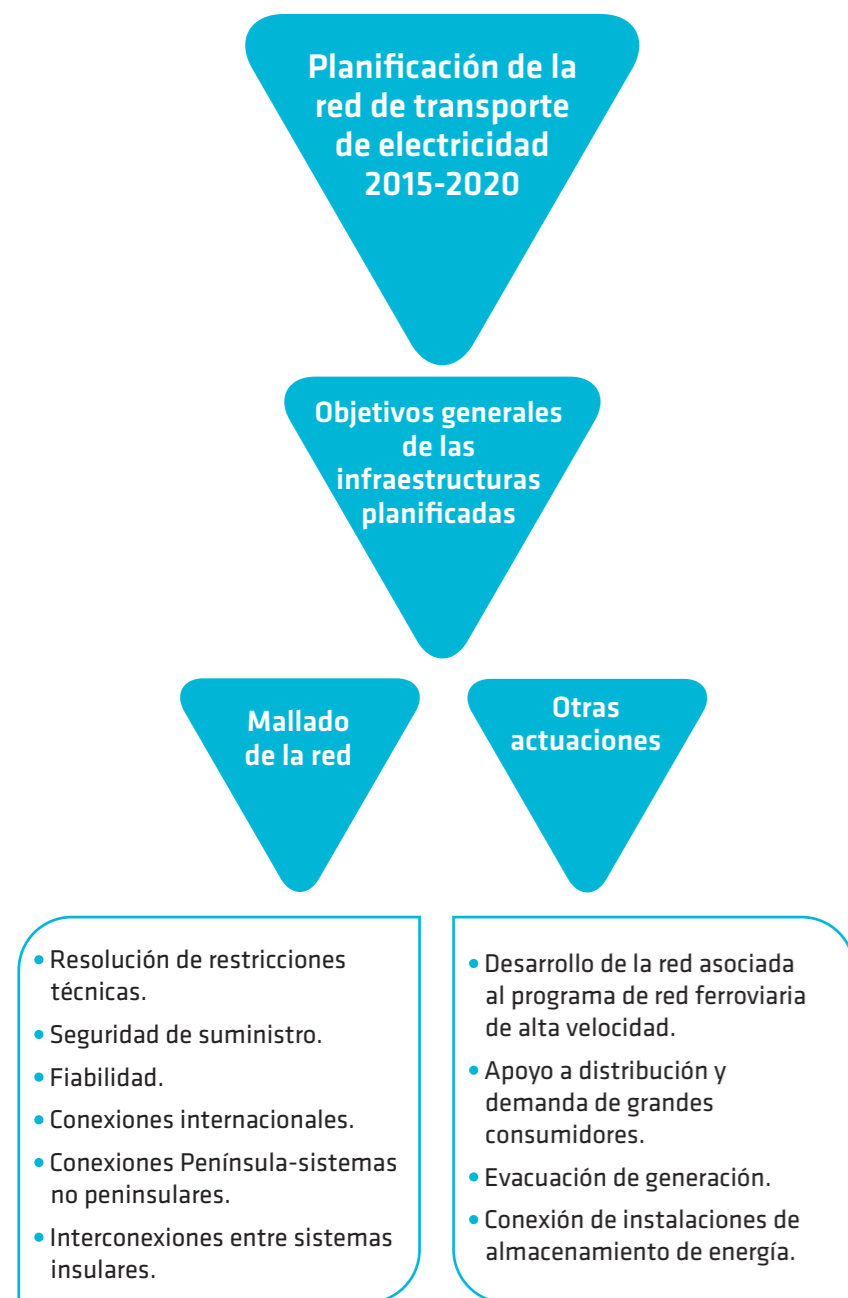 Planificación de la
red de transporte
de electricidad
2015-2020
Objetivos generales
de las
infraestructuras
planificadas
Mallado
de la red
Otras
actuaciones
• Resolución de restricciones
técnicas.
• Seguridad de suministro.
• Fiabilidad.
• Conexiones internacionales.
• Conexiones Península-sistemas
no peninsulares.
• Interconexiones entre sistemas
insulares.
• Desarrollo de la red asociada
al programa de red ferroviaria
de alta velocidad.
• Apoyo a distribución y
demanda de grandes
consumidores.
• Evacuación de generación.
• Conexión de instalaciones de
almacenamiento de energía.